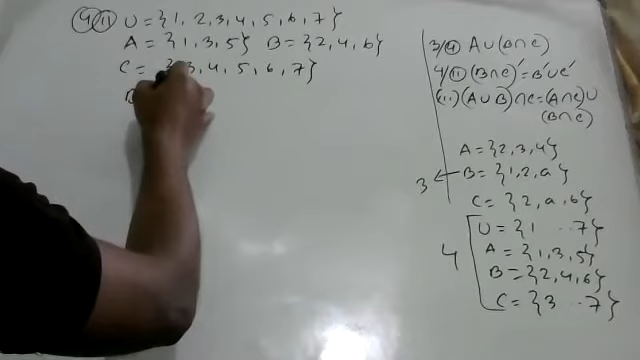 4 ii U = {1, 2, 3, 4, 5, 6, 7}
A = {1, 3, 5} B = {2, 4, 6}
C = {3, 4, 5, 6, 7}
B
3/ii A∪(B∩C)
4/ii (B∩C)' = B'∪C'
(ii) (A∪B)∩C = (A∩C)∪
(B∩C)
A = {2, 3, 4}
3 ← B = {1, 2, a}
C = {2, a, b}
U = {1 ..7}
4 A = {1, 3, 5}
B = {2, 4, 6}
C = {3 ..7}